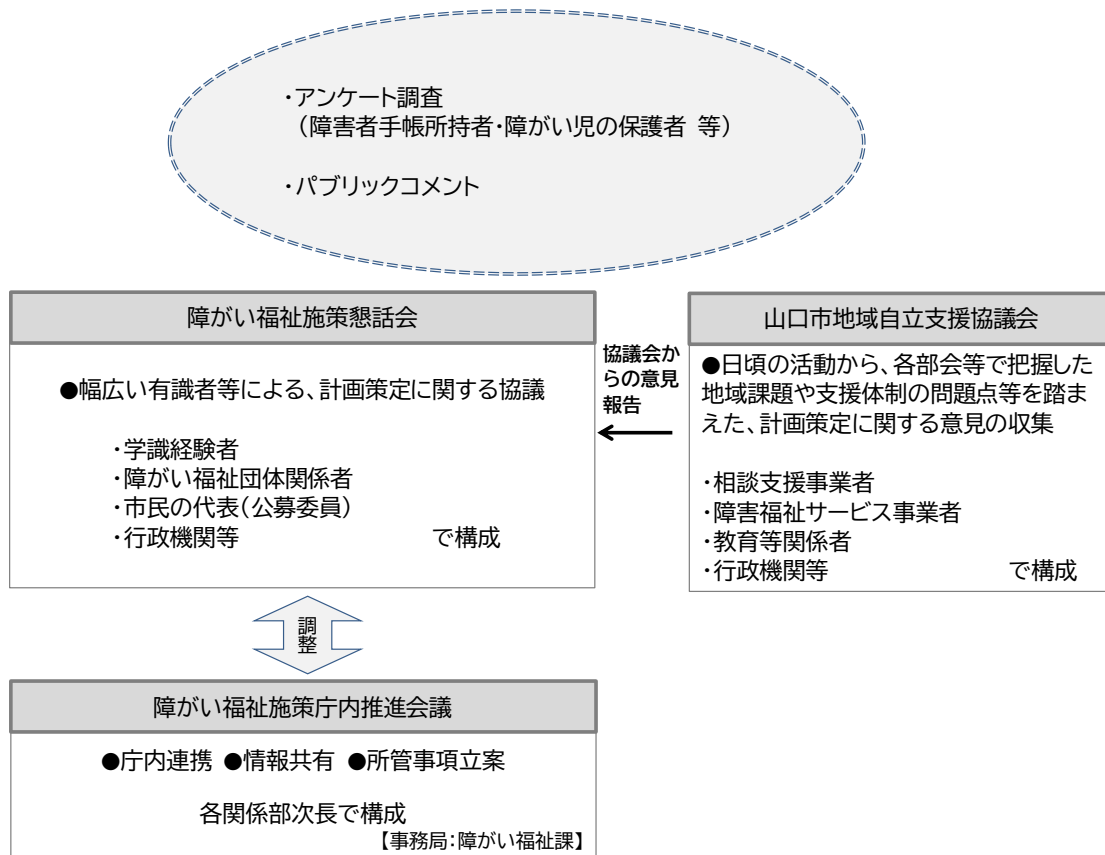 ・アンケート調査
（障害者手帳所持者・障がい児の保護者 等）
・パブリックコメント
障がい福祉施策懇話会
●幅広い有識者等による、計画策定に関する協議
・学識経験者
・障がい福祉団体関係者
・市民の代表（公募委員）
・行政機関等 で構成
協議会か
らの意見
報告
山口市地域自立支援協議会
●日頃の活動から、各部会等で把握した
地域課題や支援体制の問題点等を踏ま
えた、計画策定に関する意見の収集
・相談支援事業者
・障害福祉サービス事業者
・教育等関係者
・行政機関等 で構成
調
整
障がい福祉施策庁内推進会議
●庁内連携 ●情報共有 ●所管事項立案
各関係部次長で構成
【事務局：障がい福祉課】